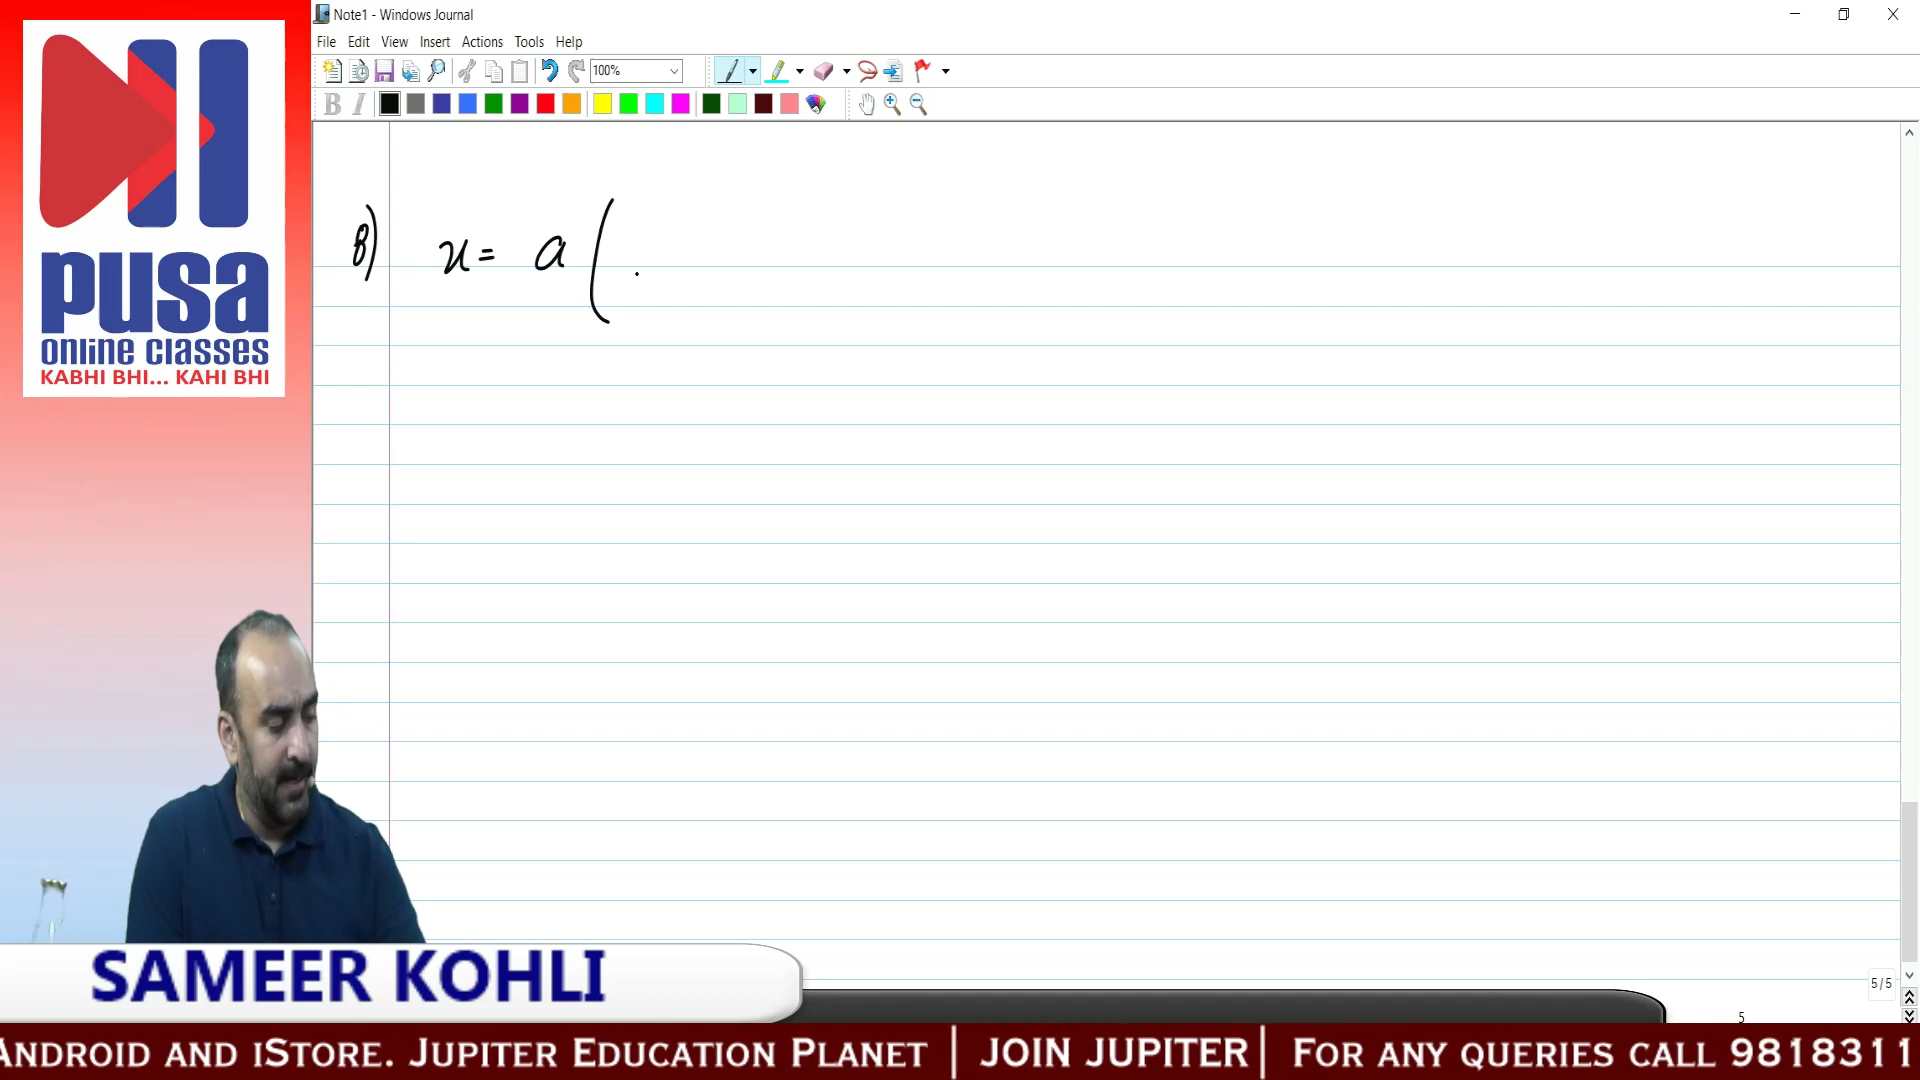 Note1 - Windows Journal
File Edit View Insert Actions Tools Help
100%
B I
8) x = a (
PUSA
online classes
KABHI BHI... KAHI BHI
SAMEER KOHLI
5 / 5
5
ANDROID AND iSTORE. JUPITER EDUCATION PLANET | JOIN JUPITER | FOR ANY QUERIES CALL 9818311